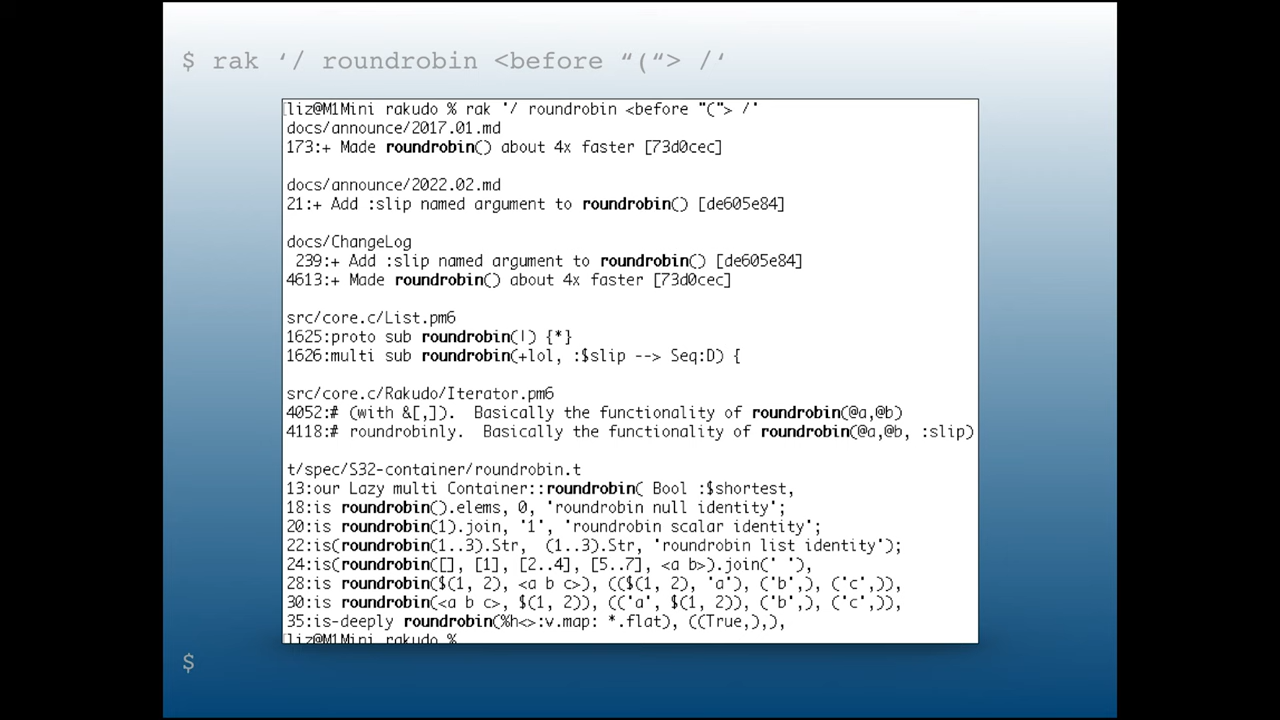 $ rak ‘/ roundrobin <before “(“> /‘
liz@M1Mini rakudo % rak '/ roundrobin <before "("> /'
docs/announce/2017.01.md
173:+ Made roundrobin() about 4x faster [73d0cec]
docs/announce/2022.02.md
21:+ Add :slip named argument to roundrobin() [de605e84]
docs/ChangeLog
239:+ Add :slip named argument to roundrobin() [de605e84]
4613:+ Made roundrobin() about 4x faster [73d0cec]
src/core.c/List.pm6
1625:proto sub roundrobin(|) {*}
1626:multi sub roundrobin(+lol, :$slip --> Seq:D) {
src/core.c/Rakudo/Iterator.pm6
4052:# (with &[,]).  Basically the functionality of roundrobin(@a,@b)
4118:# roundrobinly.  Basically the functionality of roundrobin(@a,@b, :slip)
t/spec/S32-container/roundrobin.t
13:our Lazy multi Container::roundrobin( Bool :$shortest,
18:is roundrobin().elems, 0, 'roundrobin null identity';
20:is roundrobin(1).join, '1', 'roundrobin scalar identity';
22:is(roundrobin(1..3).Str,  (1..3).Str, 'roundrobin list identity');
24:is(roundrobin([], [1], [2..4], [5..7], <a b>).join(' '),
28:is roundrobin($(1, 2), <a b c>), (($(1, 2), 'a'), ('b',), ('c',)),
30:is roundrobin(<a b c>, $(1, 2)), (('a', $(1, 2)), ('b',), ('c',)),
35:is-deeply roundrobin(%h<>:v.map: *.flat), ((True,),),
liz@M1Mini rakudo %
$